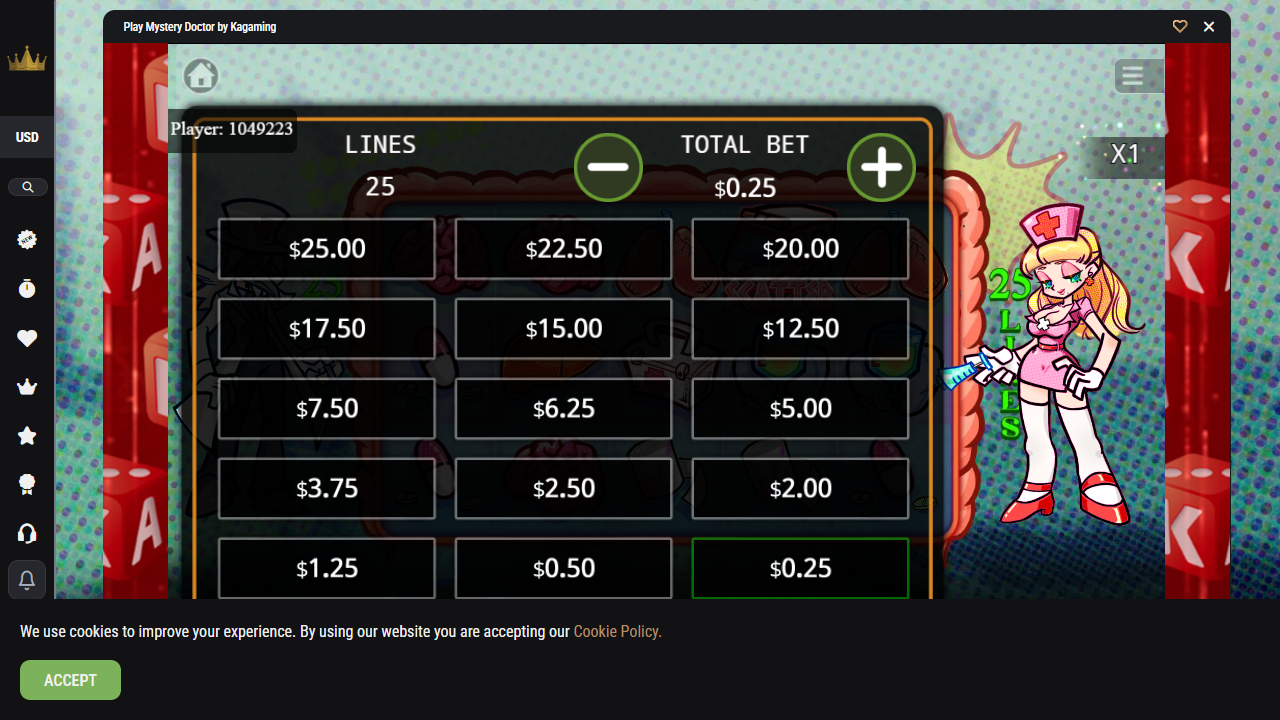 Play Mystery Doctor by Kagaming
USD
NEW
Player: 1049223
LINES
25
TOTAL BET
$0.25
X1
$25.00 $22.50 $20.00
$17.50 $15.00 $12.50
$7.50 $6.25 $5.00
$3.75 $2.50 $2.00
$1.25 $0.50 $0.25
25
A
K
A
K
We use cookies to improve your experience. By using our website you are accepting our Cookie Policy.
ACCEPT